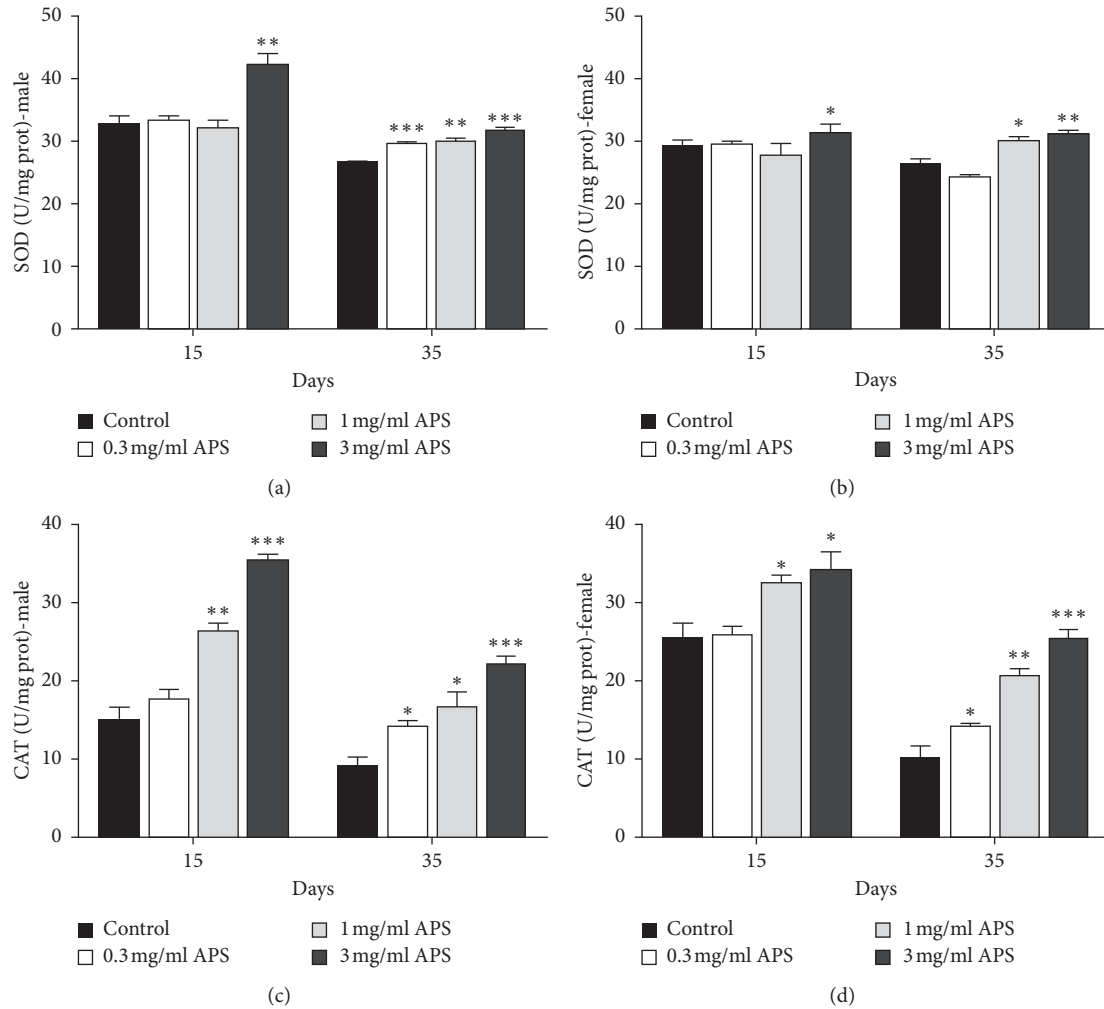 50
40
30
20
10
0
SOD (U/mg prot)-male
**
***
**
***
15
35
Days
Control
0.3 mg/ml APS
1 mg/ml APS
3 mg/ml APS
(a)
50
40
30
20
10
0
SOD (U/mg prot)-female
*
*
**
15
35
Days
Control
0.3 mg/ml APS
1 mg/ml APS
3 mg/ml APS
(b)
40
30
20
10
0
CAT (U/mg prot)-male
**
***
*
*
***
15
35
Days
Control
0.3 mg/ml APS
1 mg/ml APS
3 mg/ml APS
(c)
40
30
20
10
0
CAT (U/mg prot)-female
*
*
*
**
***
15
35
Days
Control
0.3 mg/ml APS
1 mg/ml APS
3 mg/ml APS
(d)